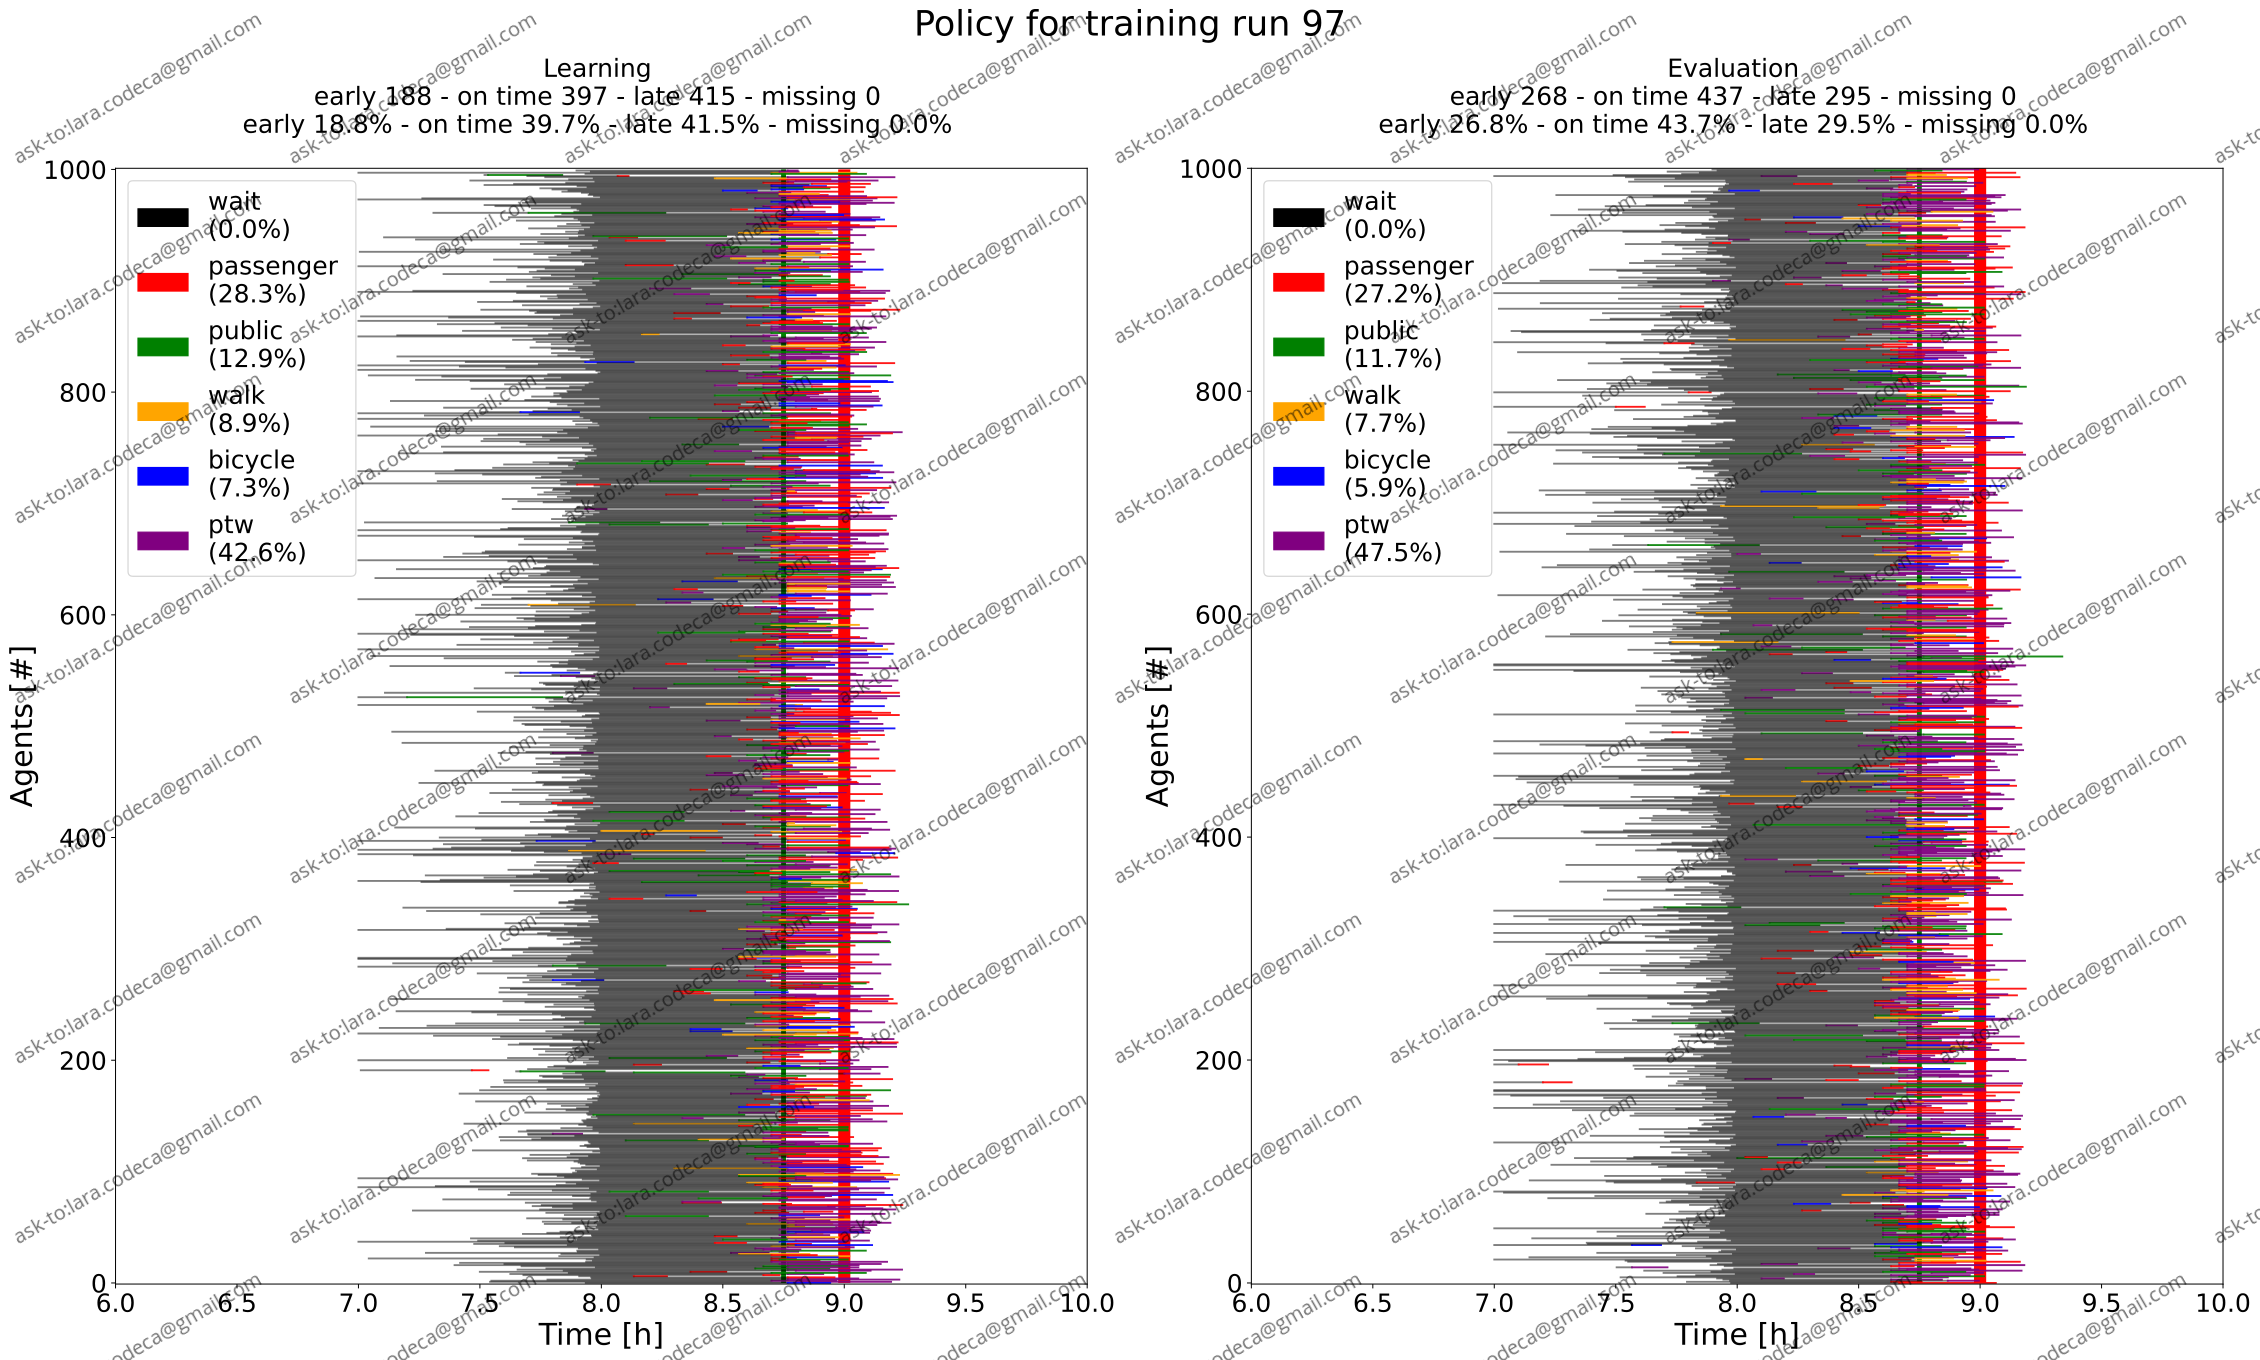 Policy for training run 97
Learning
early 188 - on time 397 - late 415 - missing 0
early 18.8% - on time 39.7% - late 41.5% - missing 0.0%
1000
800
600
400
200
0
Agents [#]
wait
(0.0%)
passenger
(28.3%)
public
(12.9%)
walk
(8.9%)
bicycle
(7.3%)
ptw
(42.6%)
6.0 6.5 7.0 7.5 8.0 8.5 9.0 9.5 10.0
Time [h]
Evaluation
early 268 - on time 437 - late 295 - missing 0
early 26.8% - on time 43.7% - late 29.5% - missing 0.0%
1000
800
600
400
200
0
Agents [#]
wait
(0.0%)
passenger
(27.2%)
public
(11.7%)
walk
(7.7%)
bicycle
(5.9%)
ptw
(47.5%)
6.0 6.5 7.0 7.5 8.0 8.5 9.0 9.5 10.0
Time [h]
ask-to:lara.codeca@gmail.com